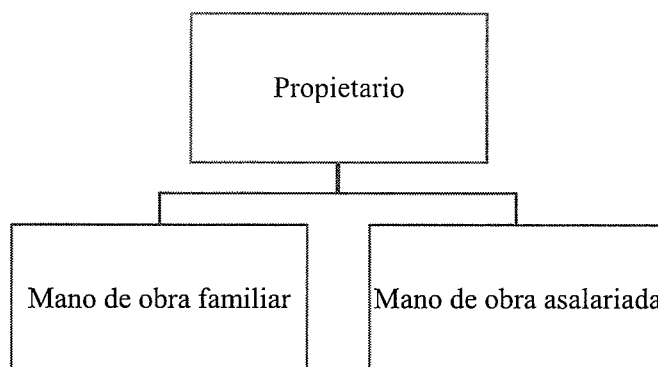 Propietario
Mano de obra familiar
Mano de obra asalariada